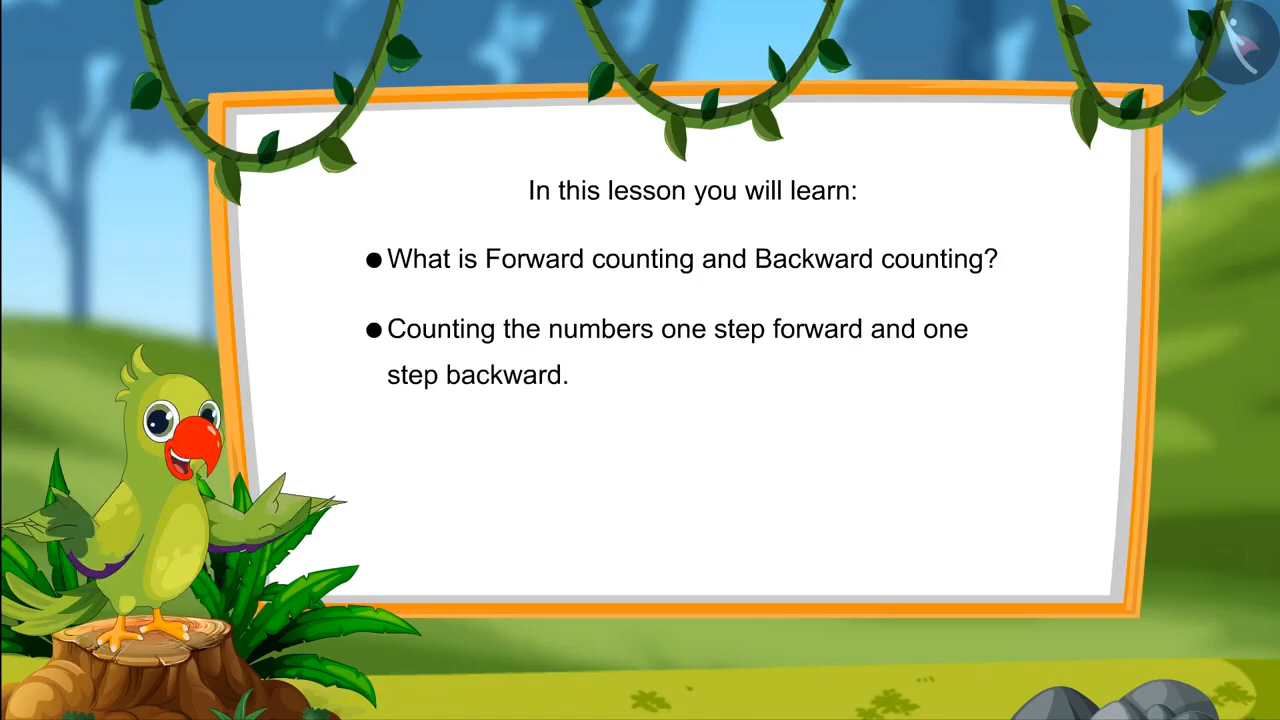 In this lesson you will learn:
●What is Forward counting and Backward counting?
●Counting the numbers one step forward and one
step backward.